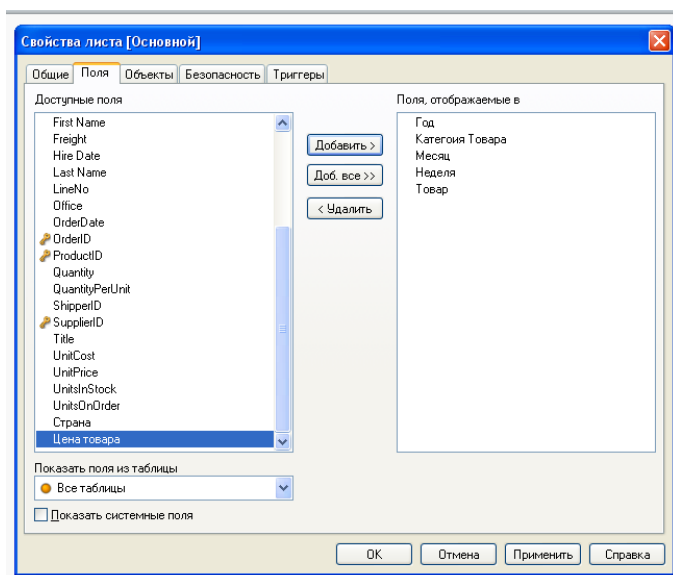 Свойства листа [Основной]
Общие Поля Объекты Безопасность Триггеры
Доступные поля
First Name
Freight
Hire Date
Last Name
LineNo
Office
OrderDate
OrderID
ProductID
Quantity
QuantityPerUnit
ShipperID
SupplierID
Title
UnitCost
UnitPrice
UnitsInStock
UnitsOnOrder
Страна
Цена товара
Добавить >
Доб. все >>
< Удалить
Поля, отображаемые в
Год
Категоия Товара
Месяц
Неделя
Товар
Показать поля из таблицы
Все таблицы
Показать системные поля
OK Отмена Применить Справка